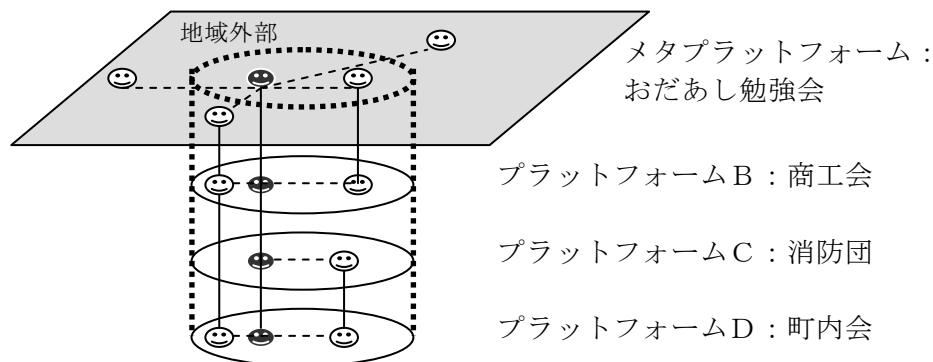 地域外部
メタプラットフォーム：
おだあし勉強会
プラットフォームＢ：商工会
プラットフォームＣ：消防団
プラットフォームＤ：町内会